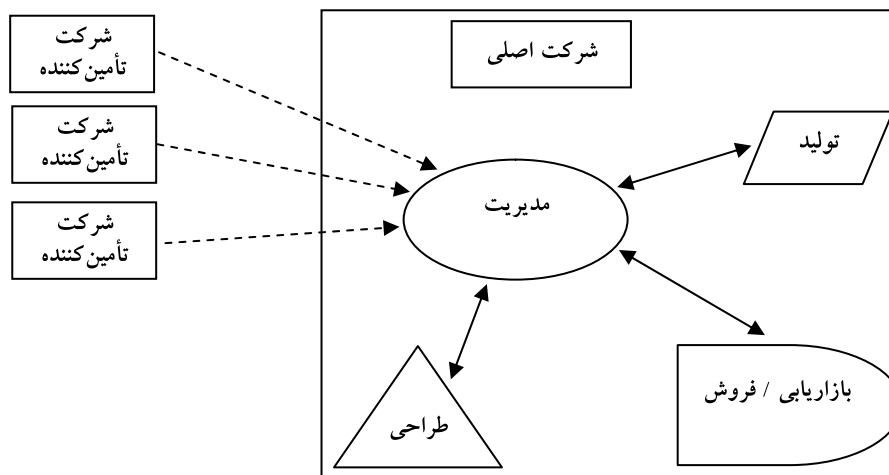 شرکت
تأمین‌کننده
شرکت
تأمین‌کننده
شرکت
تأمین‌کننده
شرکت اصلی
تولید
مدیریت
بازاریابی / فروش
طراحی